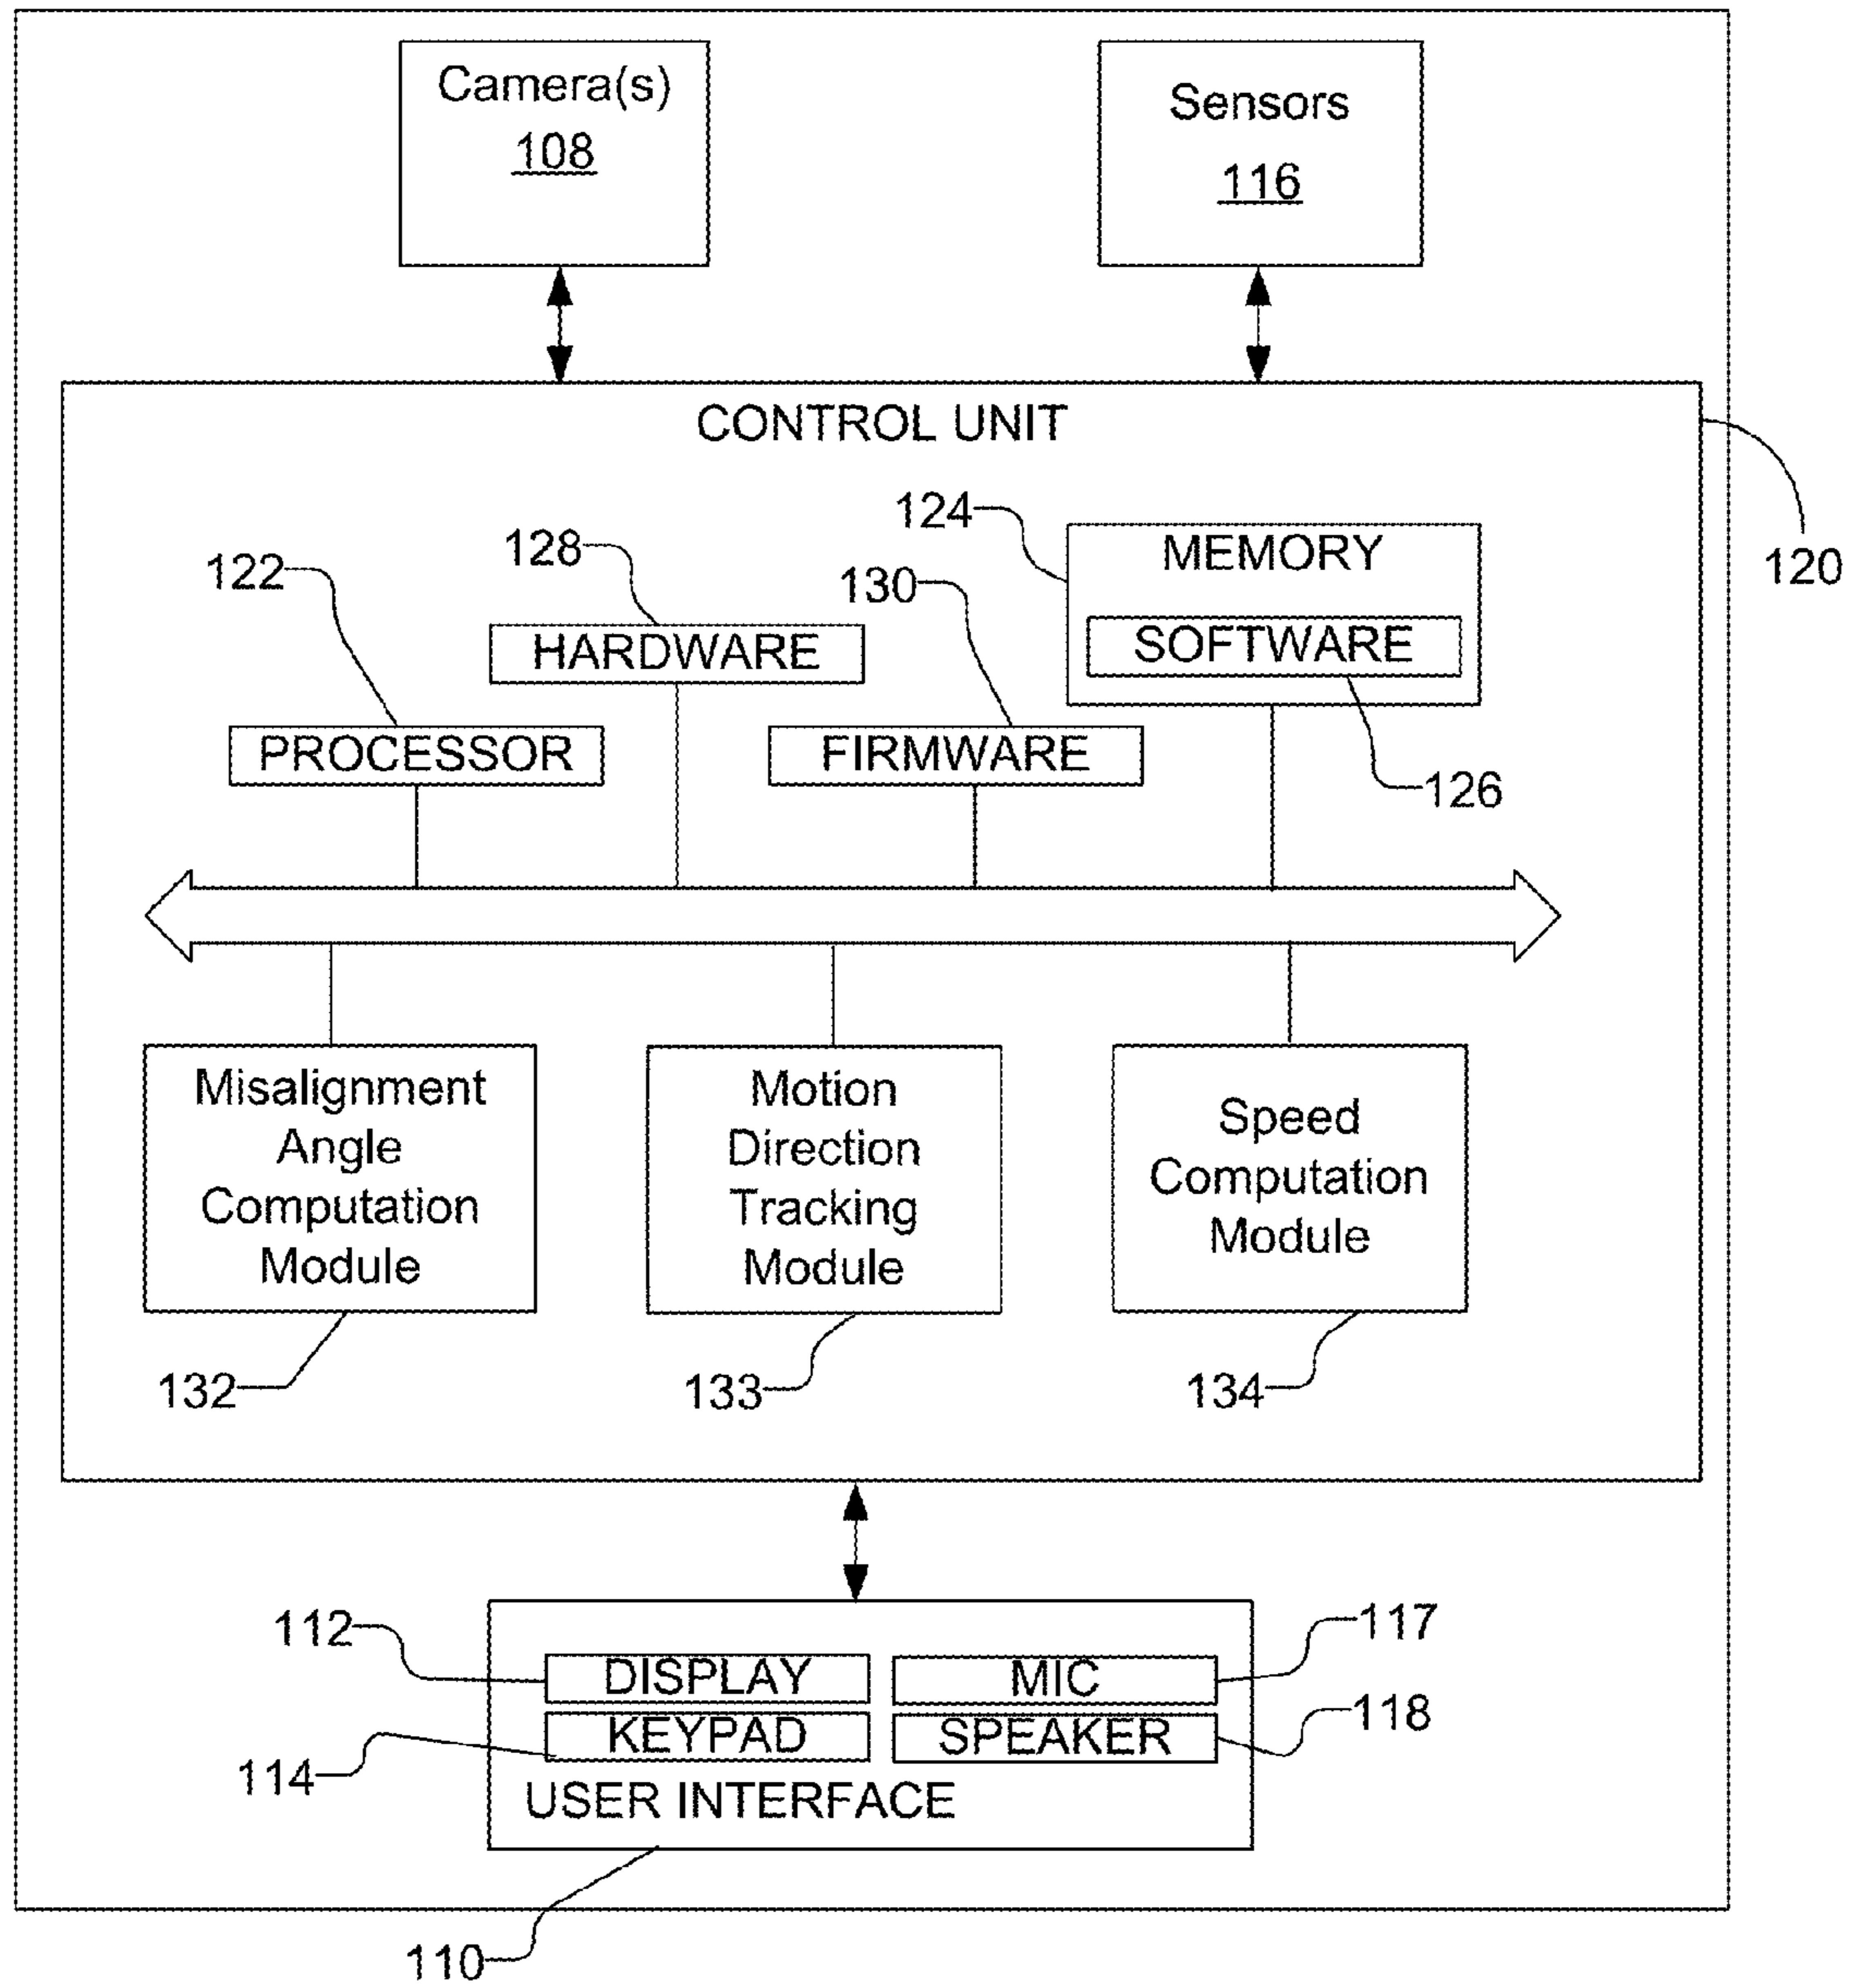 Camera(s)
108
Sensors
116
CONTROL UNIT
120
124
MEMORY
128
122
130
SOFTWARE
HARDWARE
PROCESSOR
FIRMWARE
126
Misalignment
Angle
Computation
Module
Motion
Direction
Tracking
Module
Speed
Computation
Module
132
133
134
112
DISPLAY
MIC
117
KEYPAD
SPEAKER
118
114
USER INTERFACE
110